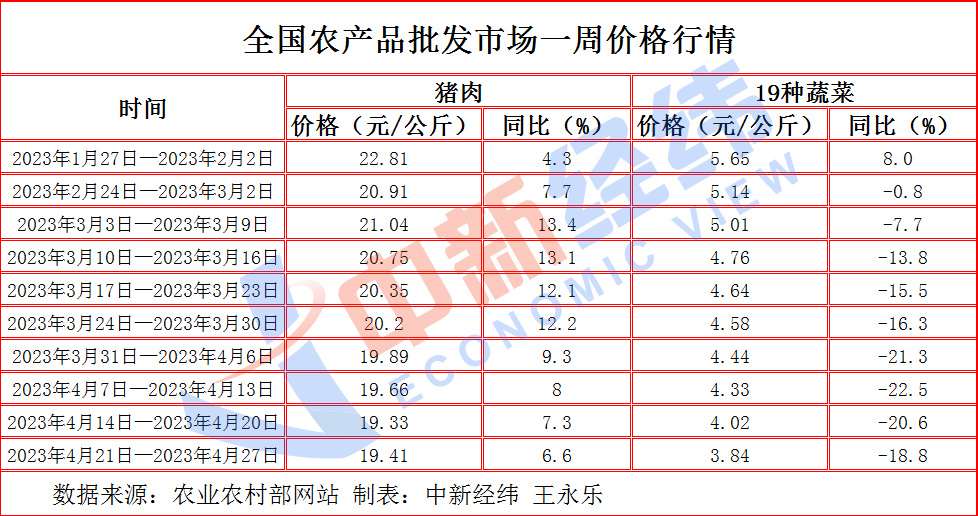 全国农产品批发市场一周价格行情
时间 猪肉 19种蔬菜
价格（元/公斤） 同比（%） 价格（元/公斤） 同比（%）
2023年1月27日—2023年2月2日 22.81 4.3 5.65 8.0
2023年2月24日—2023年3月2日 20.91 7.7 5.14 -0.8
2023年3月3日—2023年3月9日 21.04 13.4 5.01 -7.7
2023年3月10日—2023年3月16日 20.75 13.1 4.76 -13.8
2023年3月17日—2023年3月23日 20.35 12.1 4.64 -15.5
2023年3月24日—2023年3月30日 20.2 12.2 4.58 -16.3
2023年3月31日—2023年4月6日 19.89 9.3 4.44 -21.3
2023年4月7日—2023年4月13日 19.66 8 4.33 -22.5
2023年4月14日—2023年4月20日 19.33 7.3 4.02 -20.6
2023年4月21日—2023年4月27日 19.41 6.6 3.84 -18.8
数据来源：农业农村部网站 制表：中新经纬 王永乐
中新经纬
ECONOMIC VIEW